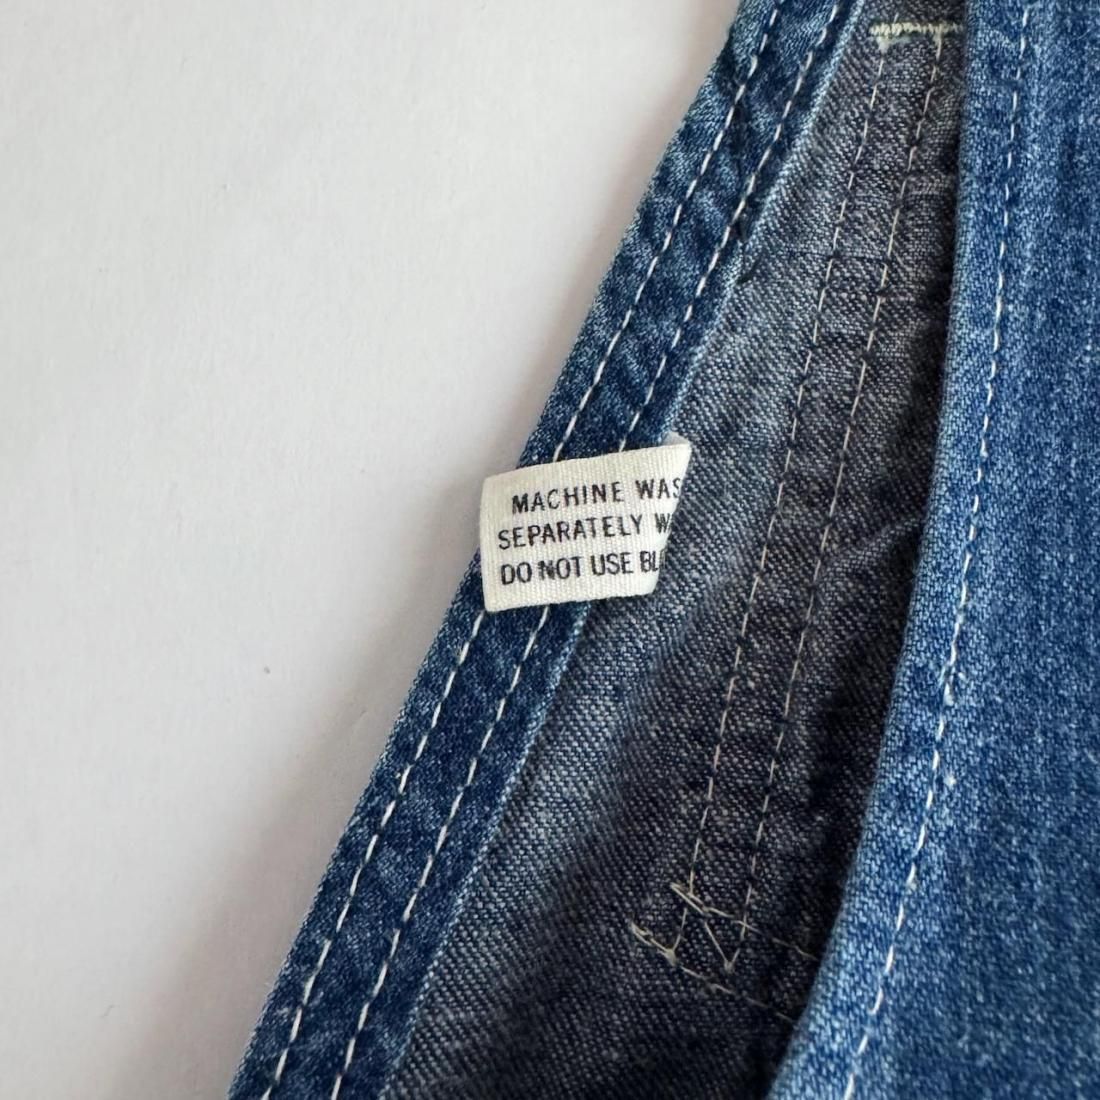 MACHINE WAS
SEPARATELY W
DO NOT USE BL